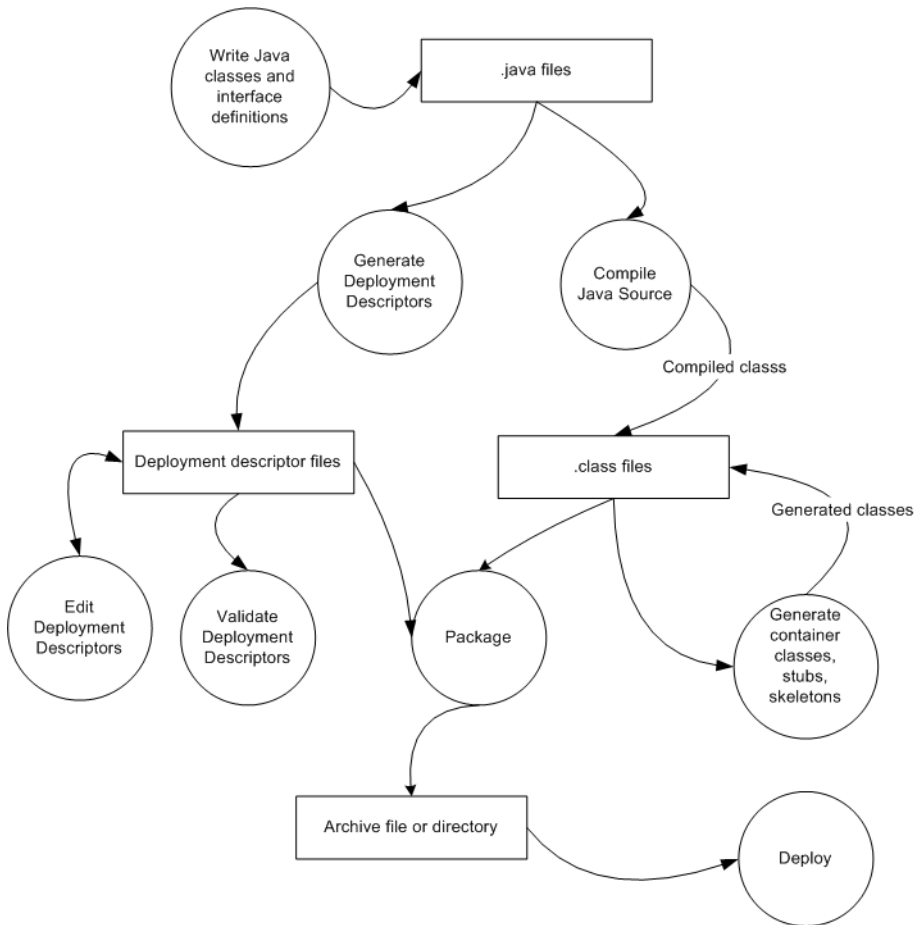 Write Java
classes and
interface
definitions
.java files
Generate
Deployment
Descriptors
Compile
Java Source
Compiled classs
Deployment descriptor files
.class files
Generated classes
Edit
Deployment
Descriptors
Validate
Deployment
Descriptors
Package
Generate
container
classes,
stubs,
skeletons
Archive file or directory
Deploy